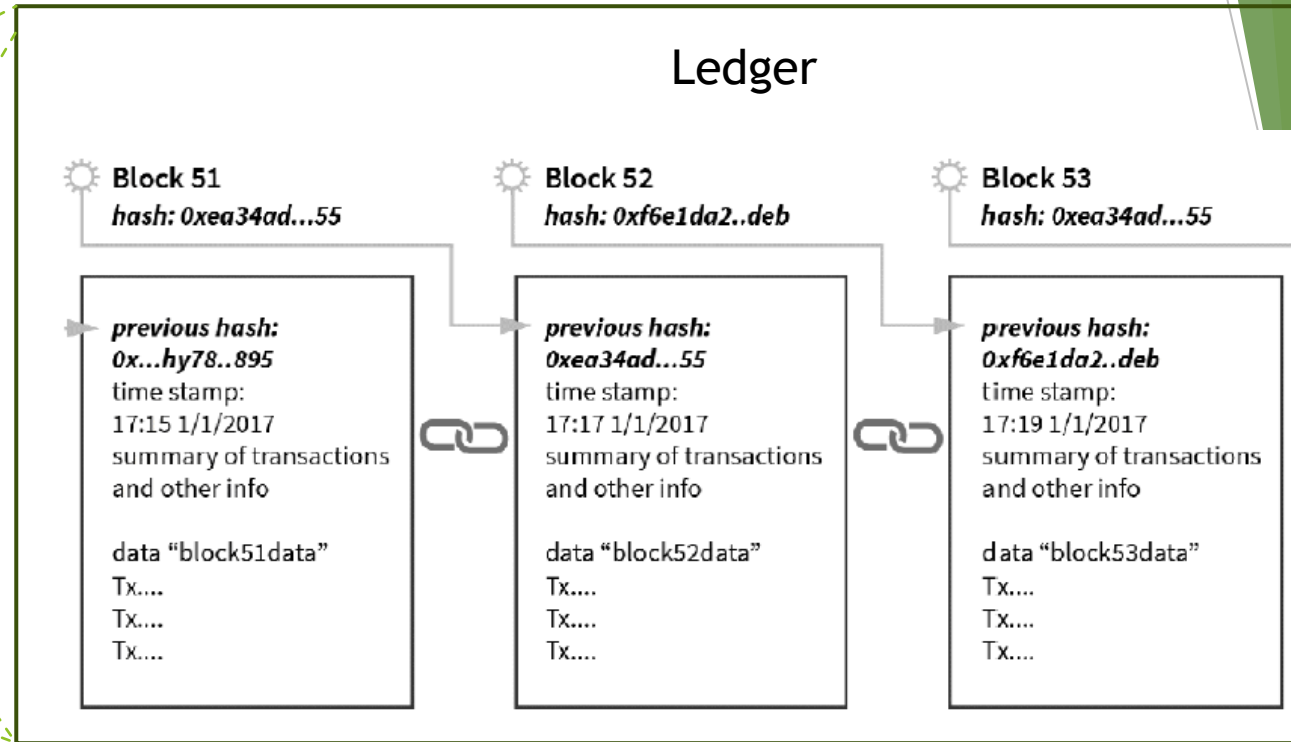 Ledger
Block 51
hash: 0xea34ad...55
previous hash:
0x...hy78..895
time stamp:
17:15 1/1/2017
summary of transactions
and other info
data “block51data”
Tx....
Tx....
Tx....
Block 52
hash: 0xf6e1da2..deb
previous hash:
0xea34ad...55
time stamp:
17:17 1/1/2017
summary of transactions
and other info
data “block52data”
Tx....
Tx....
Tx....
Block 53
hash: 0xea34ad...55
previous hash:
0xf6e1da2..deb
time stamp:
17:19 1/1/2017
summary of transactions
and other info
data “block53data”
Tx....
Tx....
Tx....